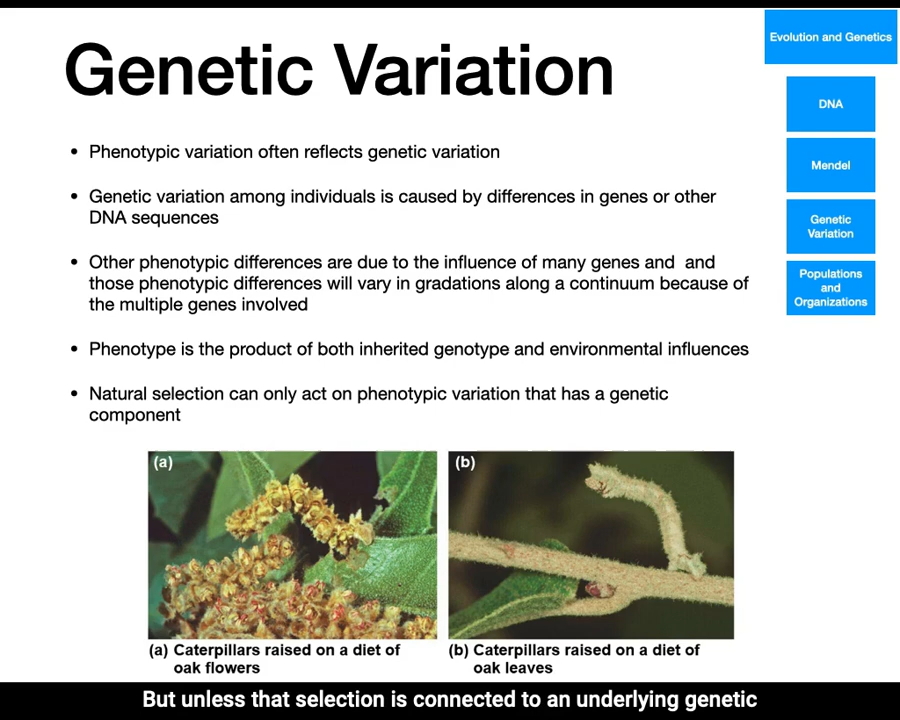 Genetic Variation
• Phenotypic variation often reflects genetic variation
• Genetic variation among individuals is caused by differences in genes or other
DNA sequences
• Other phenotypic differences are due to the influence of many genes and  and
those phenotypic differences will vary in gradations along a continuum because of
the multiple genes involved
• Phenotype is the product of both inherited genotype and environmental influences
• Natural selection can only act on phenotypic variation that has a genetic
component
Evolution and Genetics
DNA
Mendel
Genetic
Variation
Populations
and
Organizations
(a)
(a) Caterpillars raised on a diet of
oak flowers
(b)
(b) Caterpillars raised on a diet of
oak leaves
But unless that selection is connected to an underlying genetic